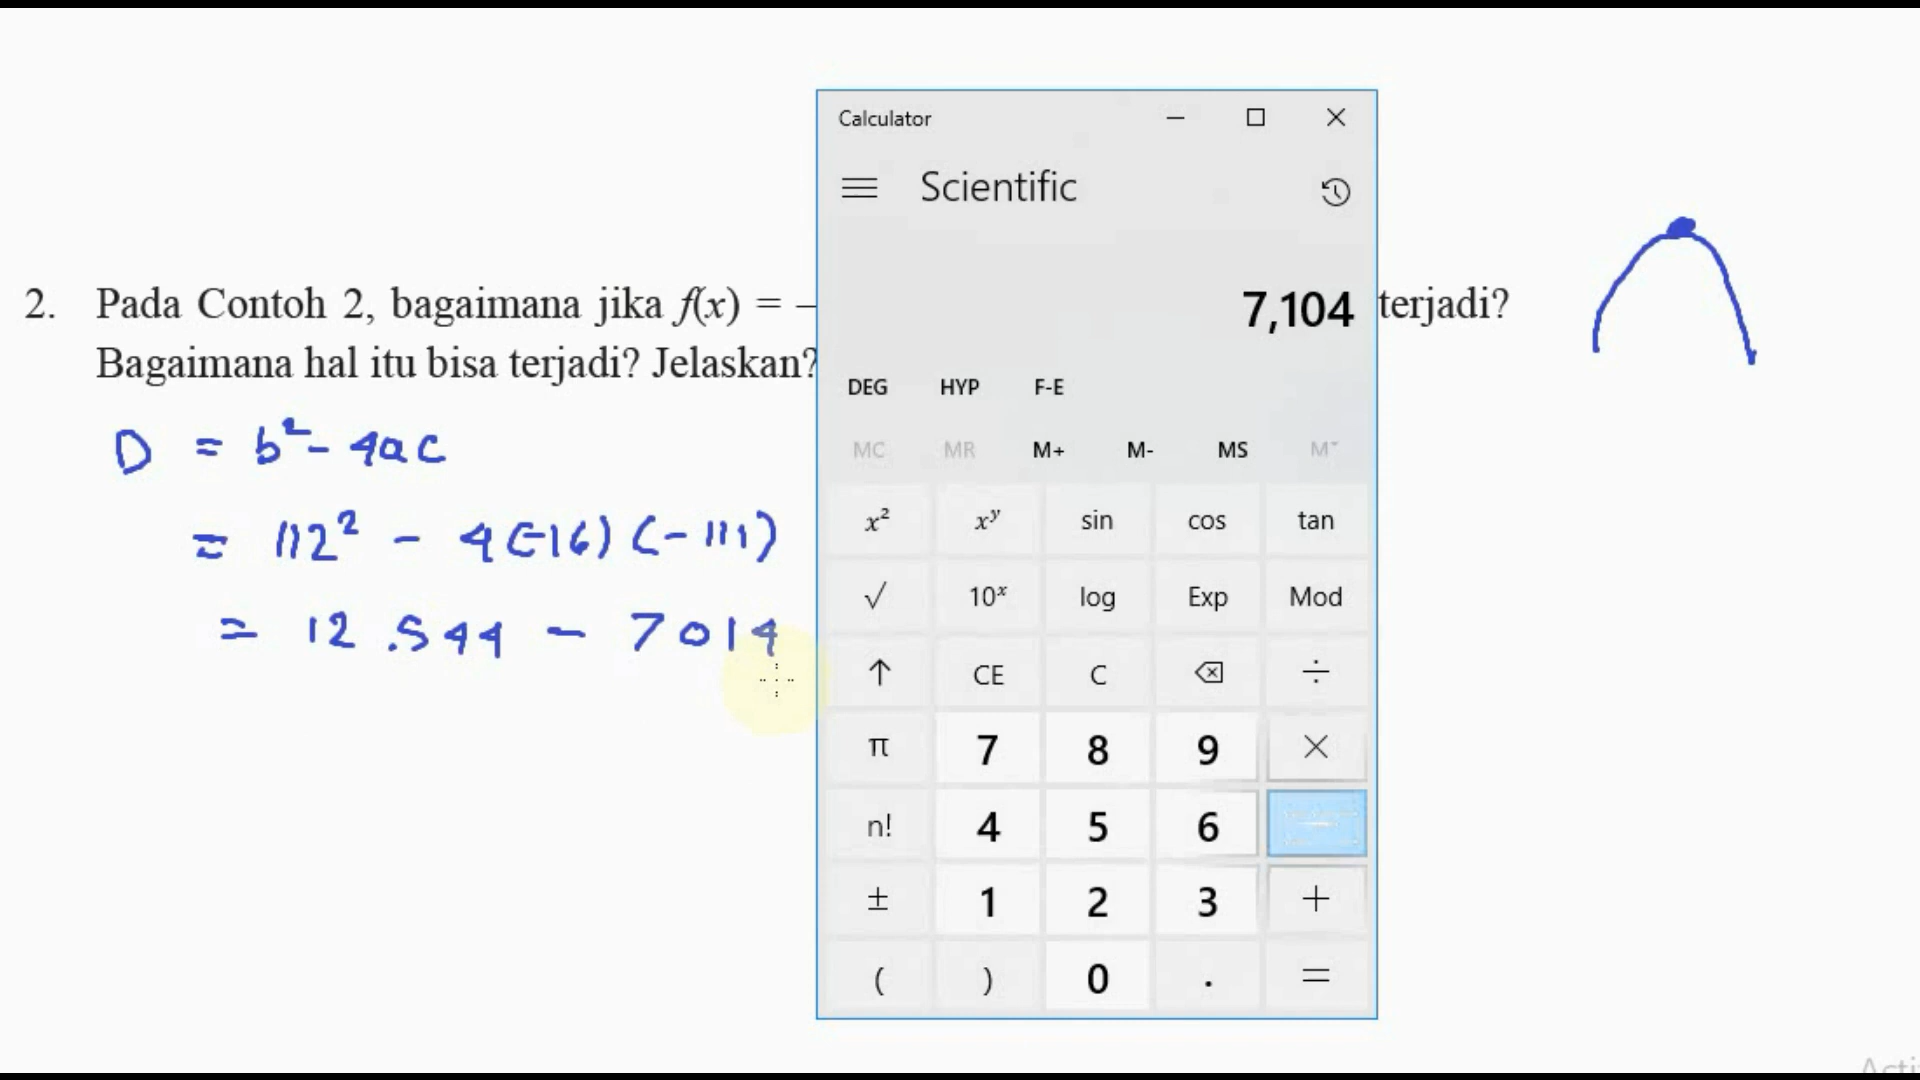 Calculator
Scientific
7,104
2. Pada Contoh 2, bagaimana jika f(x) = – terjadi?
Bagaimana hal itu bisa terjadi? Jelaskan?
D = b² - 4ac
= 112² - 4(-16)(-111)
= 12.544 - 7014
DEG HYP F-E
MC MR M+ M- MS M˅
x² xʸ sin cos tan
√ 10ˣ log Exp Mod
↑ CE C ⌫ ÷
π 7 8 9 ×
n! 4 5 6
± 1 2 3 +
( ) 0 . =